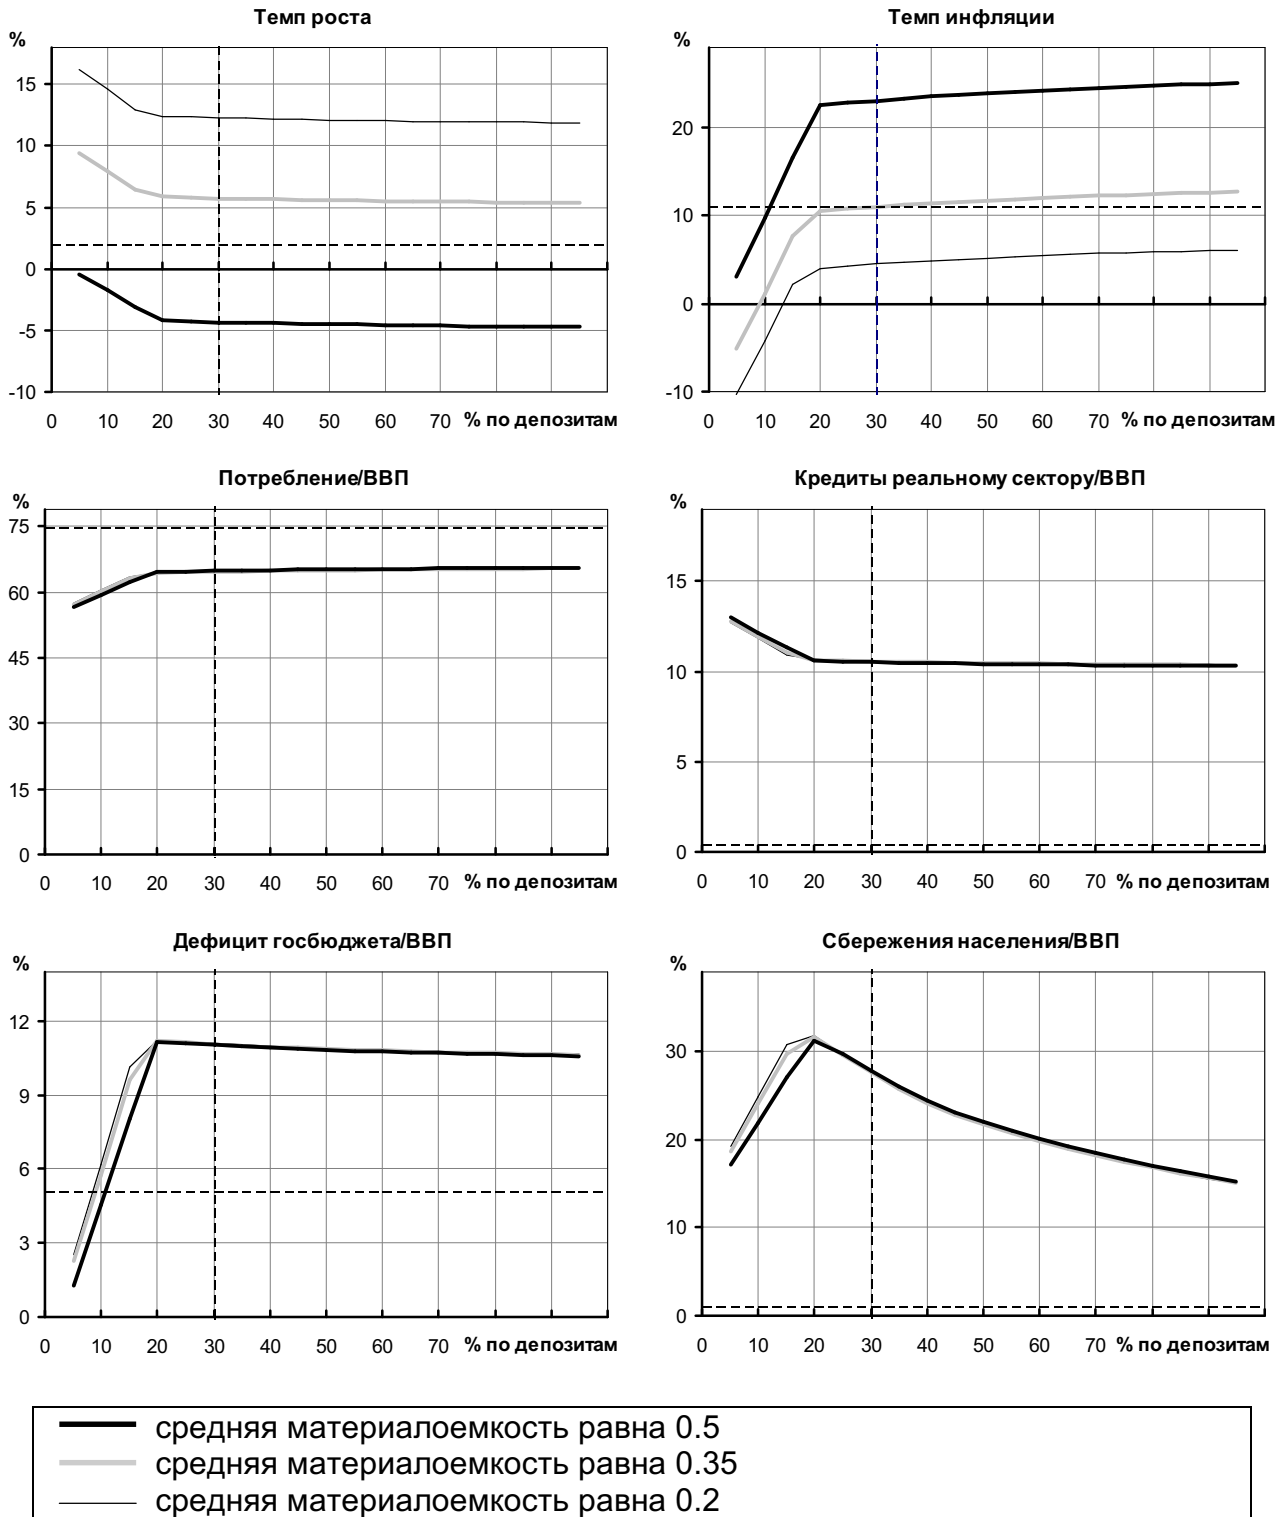 Темп роста
%
15
10
5
0
-5
-10
0 10 20 30 40 50 60 70 % по депозитам
Темп инфляции
%
20
10
0
-10
0 10 20 30 40 50 60 70 % по депозитам
Потребление/ВВП
%
75
60
45
30
15
0
0 10 20 30 40 50 60 70 % по депозитам
Кредиты реальному сектору/ВВП
%
15
10
5
0
0 10 20 30 40 50 60 70 % по депозитам
Дефицит госбюджета/ВВП
%
12
9
6
3
0
0 10 20 30 40 50 60 70 % по депозитам
Сбережения населения/ВВП
%
30
20
10
0
0 10 20 30 40 50 60 70 % по депозитам
средняя материалоемкость равна 0.5
средняя материалоемкость равна 0.35
средняя материалоемкость равна 0.2